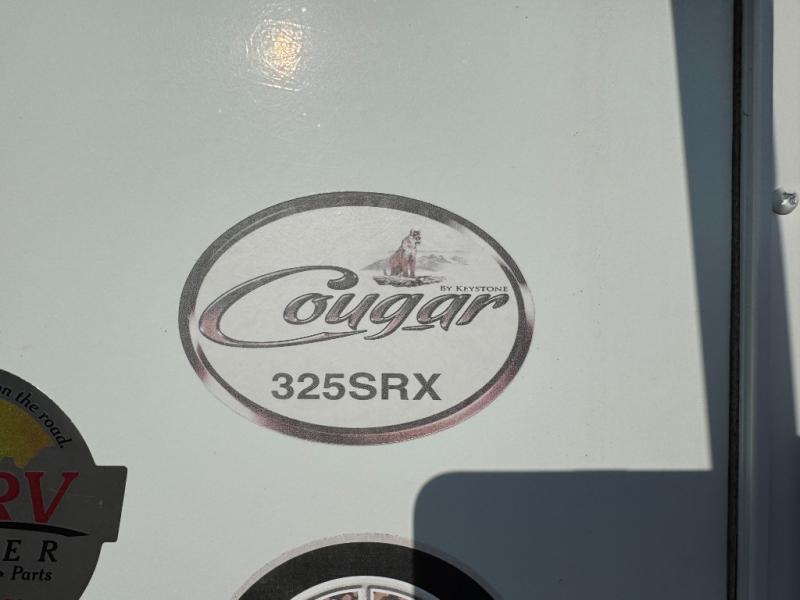 BY KEYSTONE
Cougar
325SRX
on the road.
RV
ER
Parts